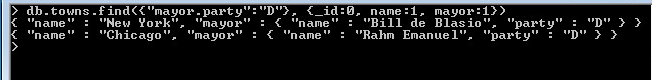 > db.towns.find({"mayor.party":"D"}, {_id:0, name:1, mayor:1})
{ "name" : "New York", "mayor" : { "name" : "Bill de Blasio", "party" : "D" } }
{ "name" : "Chicago", "mayor" : { "name" : "Rahm Emanuel", "party" : "D" } }
>